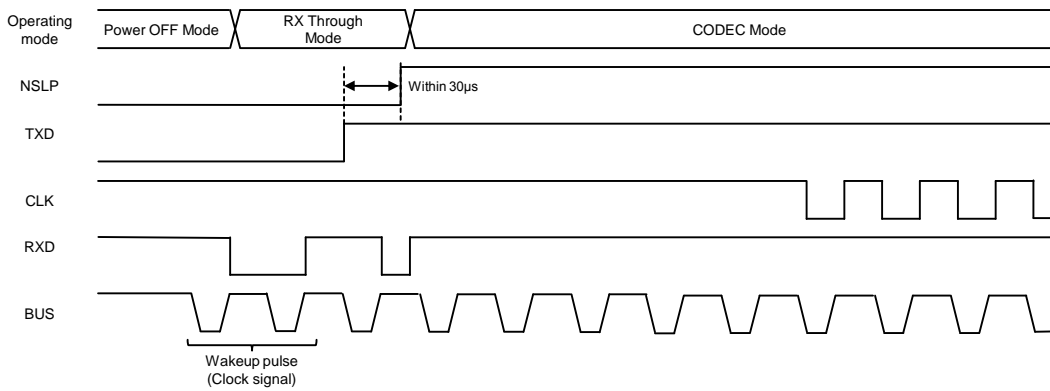 Operating
mode
Power OFF Mode
RX Through
Mode
CODEC Mode
NSLP
Within 30μs
TXD
CLK
RXD
BUS
Wakeup pulse
(Clock signal)